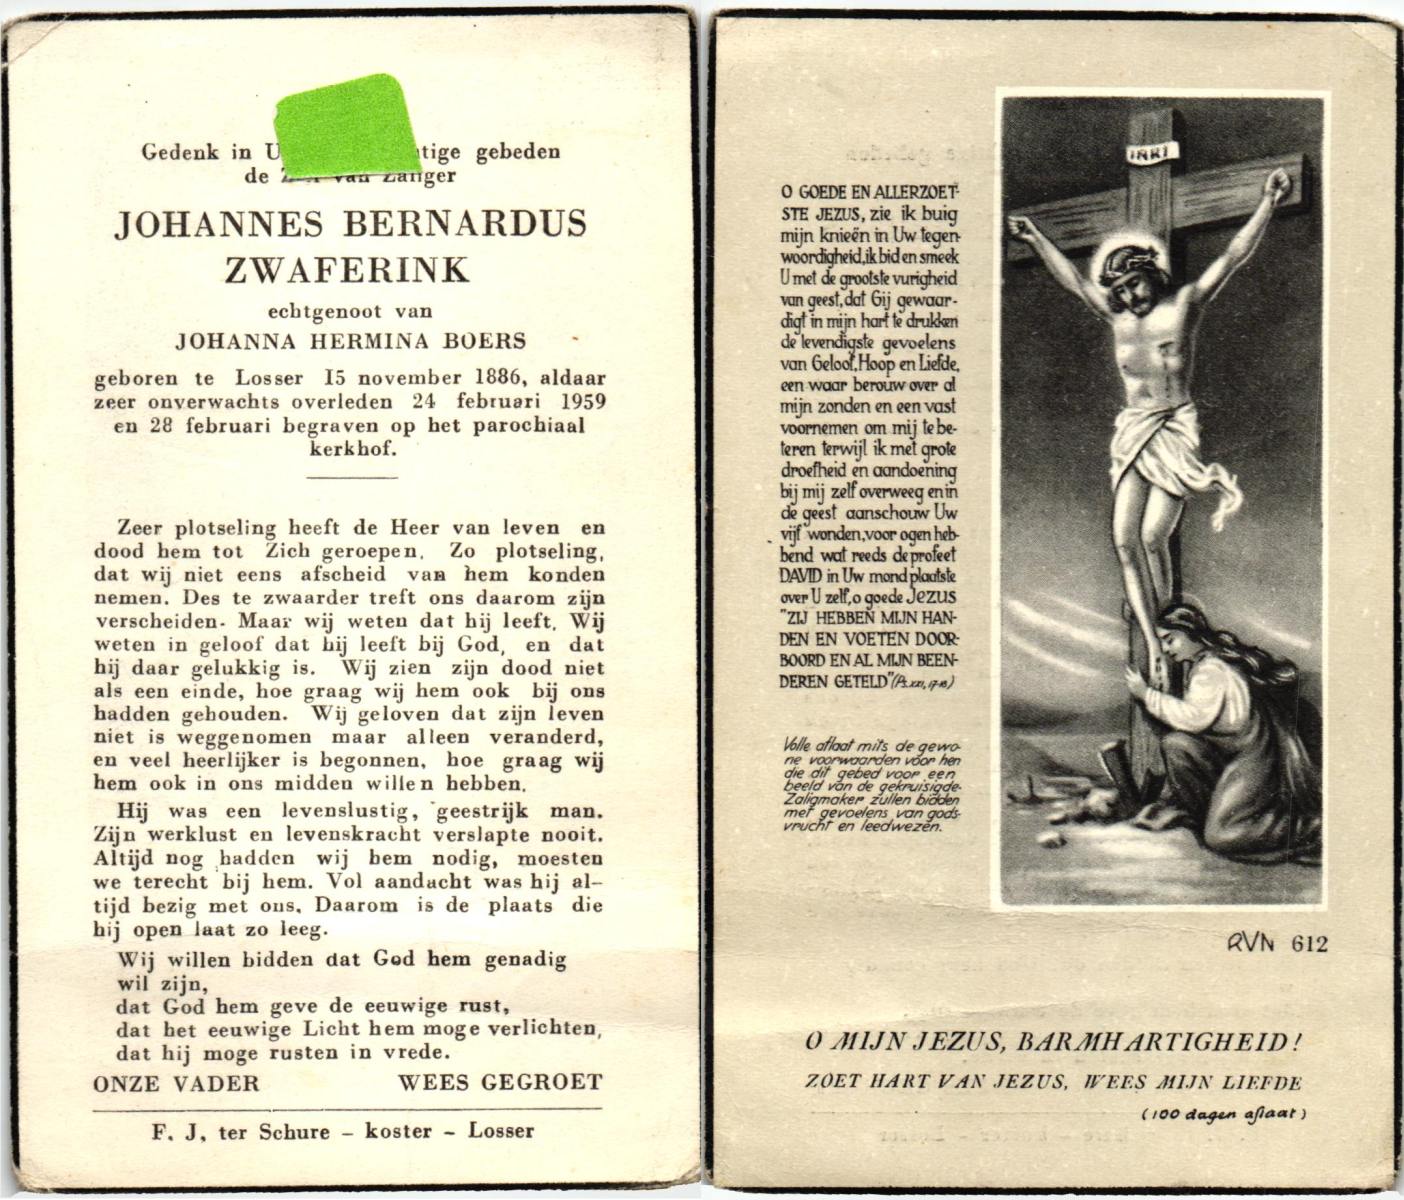 Gedenk in U tige gebeden
de Z van Zanger
JOHANNES BERNARDUS
ZWAFERINK
echtgenoot van
JOHANNA HERMINA BOERS
geboren te Losser 15 november 1886, aldaar
zeer onverwachts overleden 24 februari 1959
en 28 februari begraven op het parochiaal
kerkhof.
Zeer plotseling heeft de Heer van leven en
dood hem tot Zich geroepen. Zo plotseling,
dat wij niet eens afscheid van hem konden
nemen. Des te zwaarder treft ons daarom zijn
verscheiden. Maar wij weten dat hij leeft. Wij
weten in geloof dat hij leeft bij God, en dat
hij daar gelukkig is. Wij zien zijn dood niet
als een einde, hoe graag wij hem ook bij ons
hadden gehouden. Wij geloven dat zijn leven
niet is weggenomen maar alleen veranderd,
en veel heerlijker is begonnen, hoe graag wij
hem ook in ons midden willen hebben.
Hij was een levenslustig, geestrijk man.
Zijn werklust en levenskracht verslapte nooit.
Altijd nog hadden wij hem nodig, moesten
we terecht bij hem. Vol aandacht was hij al-
tijd bezig met ons. Daarom is de plaats die
hij open laat zo leeg.
Wij willen bidden dat God hem genadig
wil zijn,
dat God hem geve de eeuwige rust,
dat het eeuwige Licht hem moge verlichten,
dat hij moge rusten in vrede.
ONZE VADER WEES GEGROET
F. J. ter Schure - koster - Losser
O GOEDE EN ALLERZOET-
STE JEZUS, zie ik buig
mijn knieën in Uw tegen-
woordigheid, ik bid en smeek
U met de grootste vurigheid
van geest, dat Gij gewaar-
digt in mijn hart te drukken
de levendigste gevoelens
van Geloof, Hoop en Liefde,
een waar berouw over al
mijn zonden en een vast
voornemen om mij te be-
teren terwijl ik met grote
droefheid en aandoening
bij mij zelf overweeg en in
de geest aanschouw Uw
vijf wonden, voor ogen heb-
bend wat reeds de profeet
DAVID in Uw mond plaatste
over U zelf, o goede JEZUS
"ZIJ HEBBEN MIJN HAN-
DEN EN VOETEN DOOR-
BOORD EN AL MIJN BEEN-
DEREN GETELD" (Ps. XXI, 17-18)
Volle aflaat mits de gewo-
ne voorwaarden voor hen
die dit gebed voor een
beeld van de gekruisigde
Zaligmaker zullen bidden
met gevoelens van gods-
vrucht en leedwezen.
INRI
RVN 612
O MIJN JEZUS, BARMHARTIGHEID!
ZOET HART VAN JEZUS, WEES MIJN LIEFDE
(100 dagen aflaat)